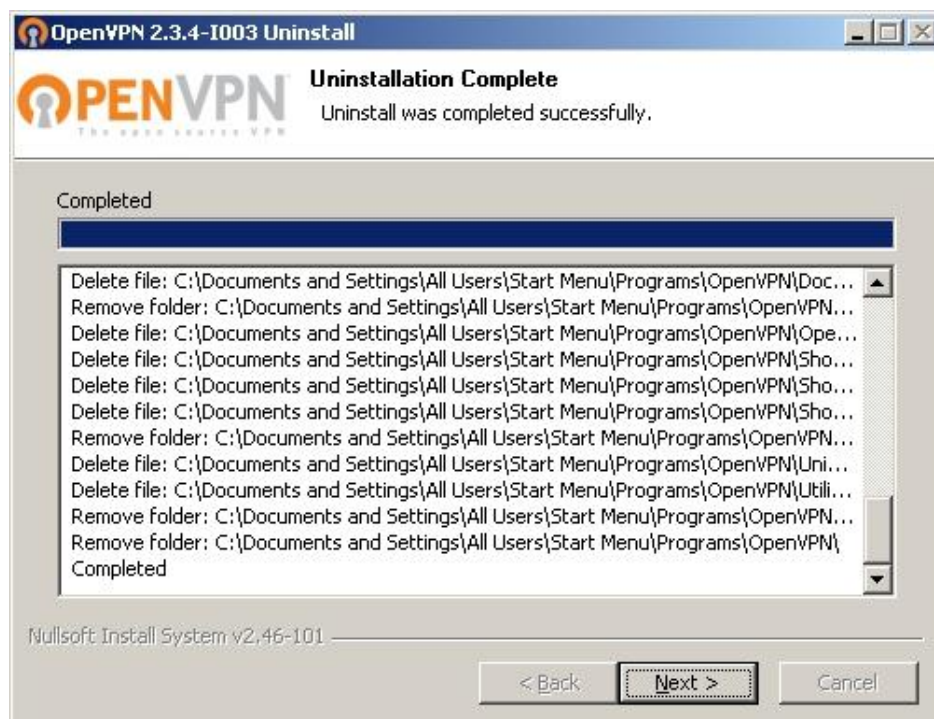 OpenVPN 2.3.4-I003 Uninstall
OPENVPN
The open source VPN
Uninstallation Complete
Uninstall was completed successfully.
Completed
Delete file: C:\Documents and Settings\All Users\Start Menu\Programs\OpenVPN\Doc...
Remove folder: C:\Documents and Settings\All Users\Start Menu\Programs\OpenVPN...
Delete file: C:\Documents and Settings\All Users\Start Menu\Programs\OpenVPN\Ope...
Delete file: C:\Documents and Settings\All Users\Start Menu\Programs\OpenVPN\Sho...
Delete file: C:\Documents and Settings\All Users\Start Menu\Programs\OpenVPN\Sho...
Delete file: C:\Documents and Settings\All Users\Start Menu\Programs\OpenVPN\Sho...
Remove folder: C:\Documents and Settings\All Users\Start Menu\Programs\OpenVPN...
Delete file: C:\Documents and Settings\All Users\Start Menu\Programs\OpenVPN\Uni...
Delete file: C:\Documents and Settings\All Users\Start Menu\Programs\OpenVPN\Utili...
Remove folder: C:\Documents and Settings\All Users\Start Menu\Programs\OpenVPN...
Remove folder: C:\Documents and Settings\All Users\Start Menu\Programs\OpenVPN\
Completed
Nullsoft Install System v2.46-101
< Back Next > Cancel